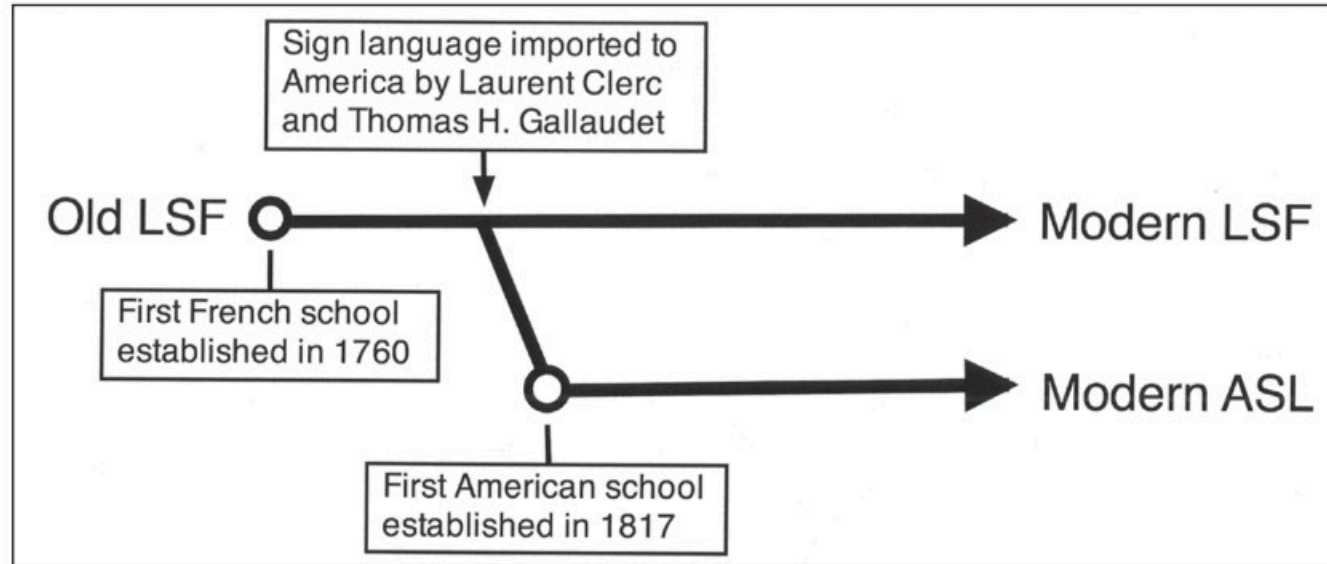 Sign language imported to
America by Laurent Clerc
and Thomas H. Gallaudet
Old LSF
Modern LSF
First French school
established in 1760
Modern ASL
First American school
established in 1817